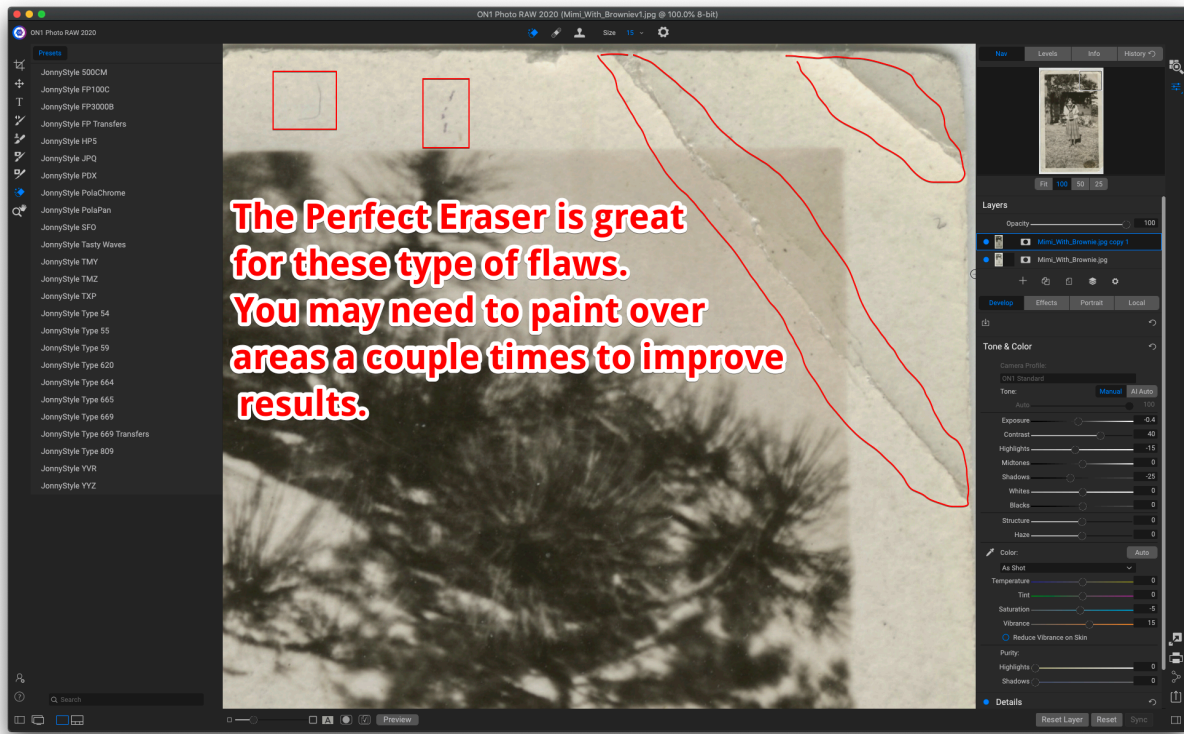 ON1 Photo RAW 2020 (Mimi_With_Browniev1.jpg @ 100.0% 8-bit)
ON1 Photo RAW 2020
Size 15
Presets
JonnyStyle 500CM
JonnyStyle FP100C
JonnyStyle FP3000B
JonnyStyle FP Transfers
JonnyStyle HP5
JonnyStyle JPQ
JonnyStyle PDX
JonnyStyle PolaChrome
JonnyStyle PolaPan
JonnyStyle SFO
JonnyStyle Tasty Waves
JonnyStyle TMY
JonnyStyle TMZ
JonnyStyle TXP
JonnyStyle Type 54
JonnyStyle Type 55
JonnyStyle Type 59
JonnyStyle Type 620
JonnyStyle Type 664
JonnyStyle Type 665
JonnyStyle Type 669
JonnyStyle Type 669 Transfers
JonnyStyle Type 809
JonnyStyle YVR
JonnyStyle YYZ
Search
The Perfect Eraser is great
for these type of flaws.
You may need to paint over
areas a couple times to improve
results.
Preview
Nav Levels Info History
Fit 100 50 25
Layers
Opacity 100
Mimi_With_Brownie.jpg copy 1
Mimi_With_Brownie.jpg
Develop Effects Portrait Local
Tone & Color
Camera Profile:
ON1 Standard
Tone: Manual AI Auto
Auto 100
Exposure -0.4
Contrast 40
Highlights -15
Midtones 0
Shadows -25
Whites 0
Blacks 0
Structure 0
Haze 0
Color: Auto
As Shot
Temperature 0
Tint 0
Saturation -5
Vibrance 15
Reduce Vibrance on Skin
Purity:
Highlights 0
Shadows 0
Details
Reset Layer Reset Sync